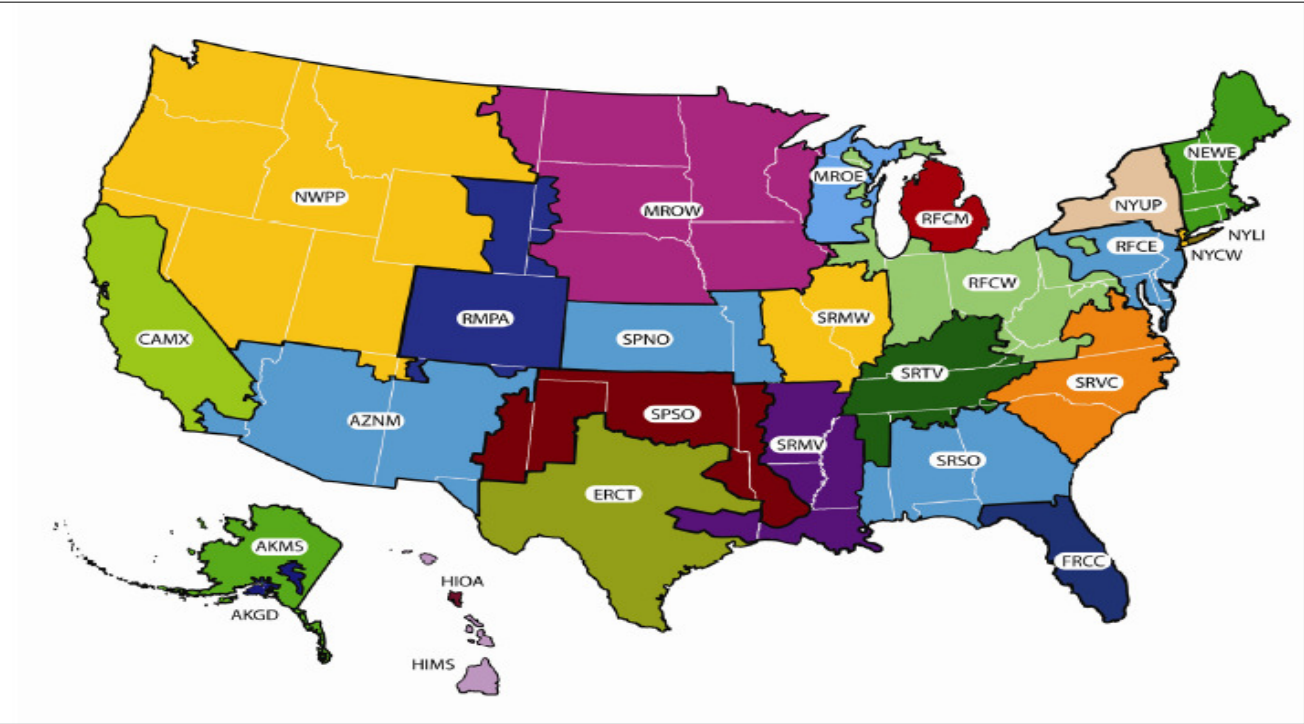 NEWE
MROE
NWPP
NYUP
MROW
RFCM
NYLI
RFCE
NYCW
RFCW
RMPA
SRMW
CAMX
SPNO
SRTV
SRVC
AZNM
SPSO
SRMV
SRSO
ERCT
AKMS
FRCC
HIOA
AKGD
HIMS